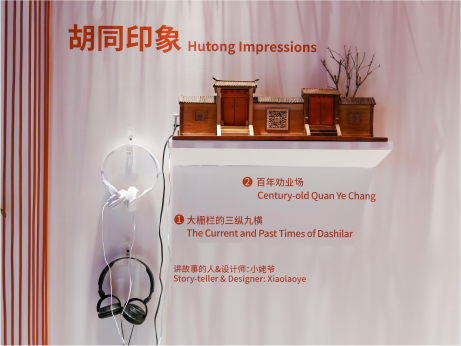 胡同印象 Hutong Impressions
❷ 百年劝业场
Century-old Quan Ye Chang
❶ 大栅栏的三纵九横
The Current and Past Times of Dashilar
讲故事的人&设计师：小姥爷
Story-teller & Designer: Xiaolaoye